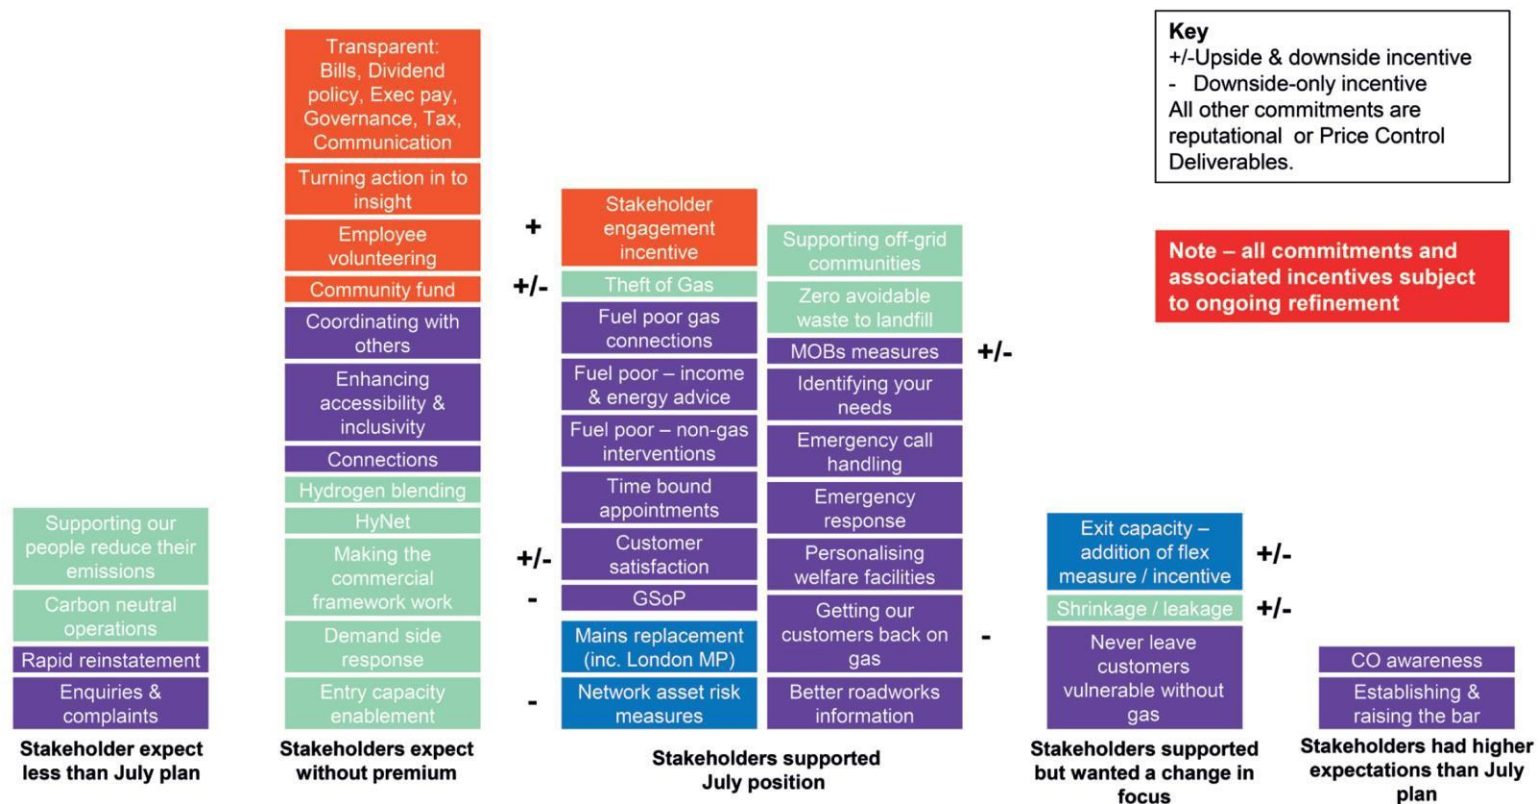 Supporting our
people reduce their
emissions
Carbon neutral
operations
Rapid reinstatement
Enquiries &
complaints
Stakeholder expect
less than July plan
Transparent:
Bills, Dividend
policy, Exec pay,
Governance, Tax,
Communication
Turning action in to
insight
Employee
volunteering
Community fund
Coordinating with
others
Enhancing
accessibility &
inclusivity
Connections
Hydrogen blending
HyNet
Making the
commercial
framework work
Demand side
response
Entry capacity
enablement
Stakeholders expect
without premium
+
Stakeholder
engagement
incentive
+/-
Theft of Gas
Fuel poor gas
connections
Fuel poor – income
& energy advice
Fuel poor – non-gas
interventions
Time bound
appointments
+/-
Customer
satisfaction
-
GSoP
Mains replacement
(inc. London MP)
-
Network asset risk
measures
Supporting off-grid
communities
Zero avoidable
waste to landfill
MOBs measures
+/-
Identifying your
needs
Emergency call
handling
Emergency
response
Personalising
welfare facilities
Getting our
customers back on
gas
-
Better roadworks
information
Stakeholders supported
July position
Exit capacity –
addition of flex
measure / incentive
+/-
Shrinkage / leakage
+/-
Never leave
customers
vulnerable without
gas
Stakeholders supported
but wanted a change in
focus
CO awareness
Establishing &
raising the bar
Stakeholders had higher
expectations than July
plan
Key
+/-Upside & downside incentive
- Downside-only incentive
All other commitments are
reputational or Price Control
Deliverables.
Note – all commitments and
associated incentives subject
to ongoing refinement